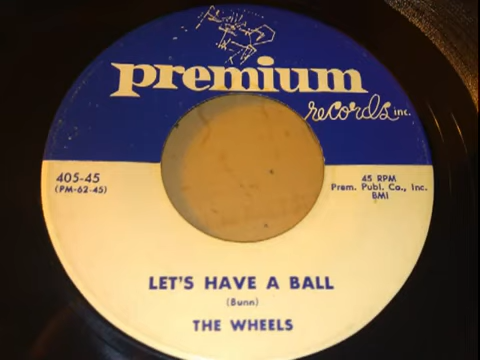 premium
records inc.
405-45
(PM-62-45)
45 RPM
Prem. Publ. Co., Inc.
BMI
LET'S HAVE A BALL
(Bunn)
THE WHEELS